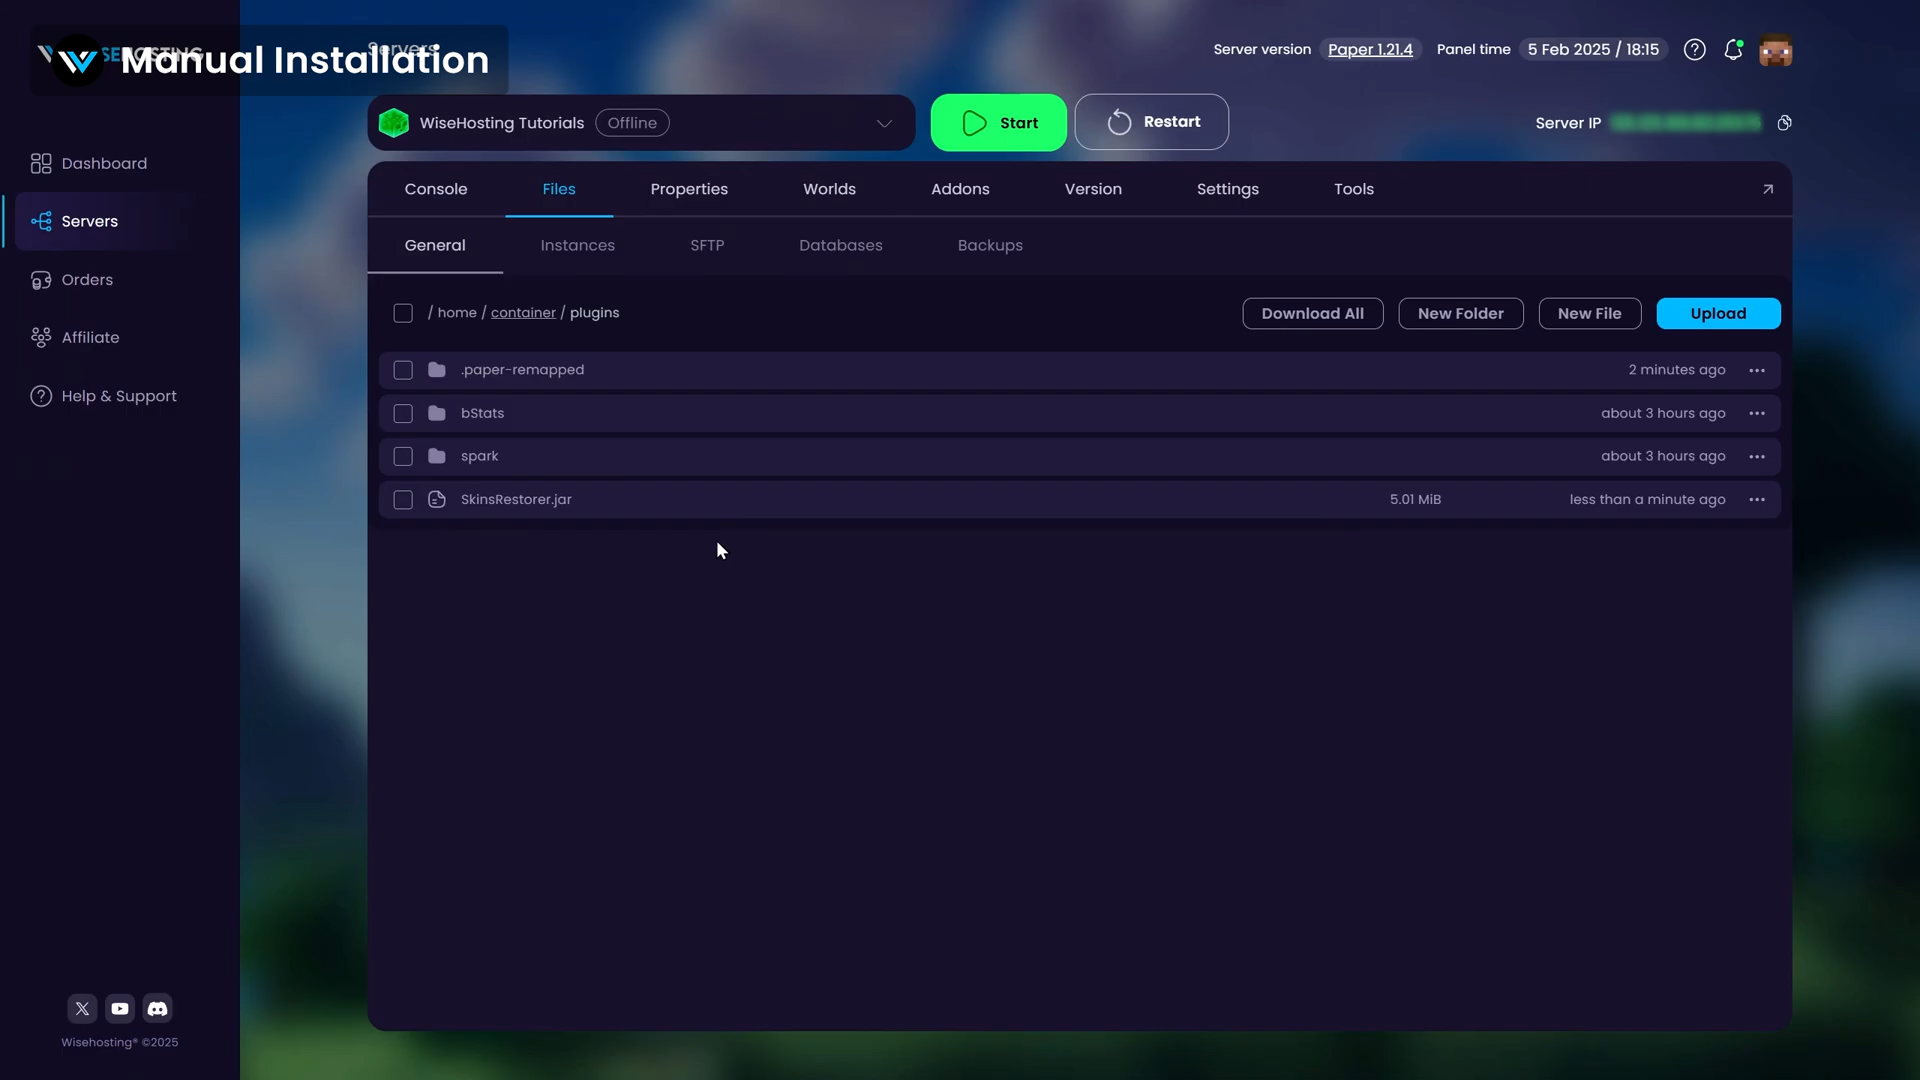 Manual Installation
Server version Paper 1.21.4 Panel time 5 Feb 2025 / 18:15
WiseHosting Tutorials Offline
Start
Restart
Server IP
Dashboard
Servers
Orders
Affiliate
Help & Support
Console Files Properties Worlds Addons Version Settings Tools
General Instances SFTP Databases Backups
/ home / container / plugins
Download All New Folder New File Upload
.paper-remapped 2 minutes ago
bStats about 3 hours ago
spark about 3 hours ago
SkinsRestorer.jar 5.01 MiB less than a minute ago
Wisehosting® ©2025